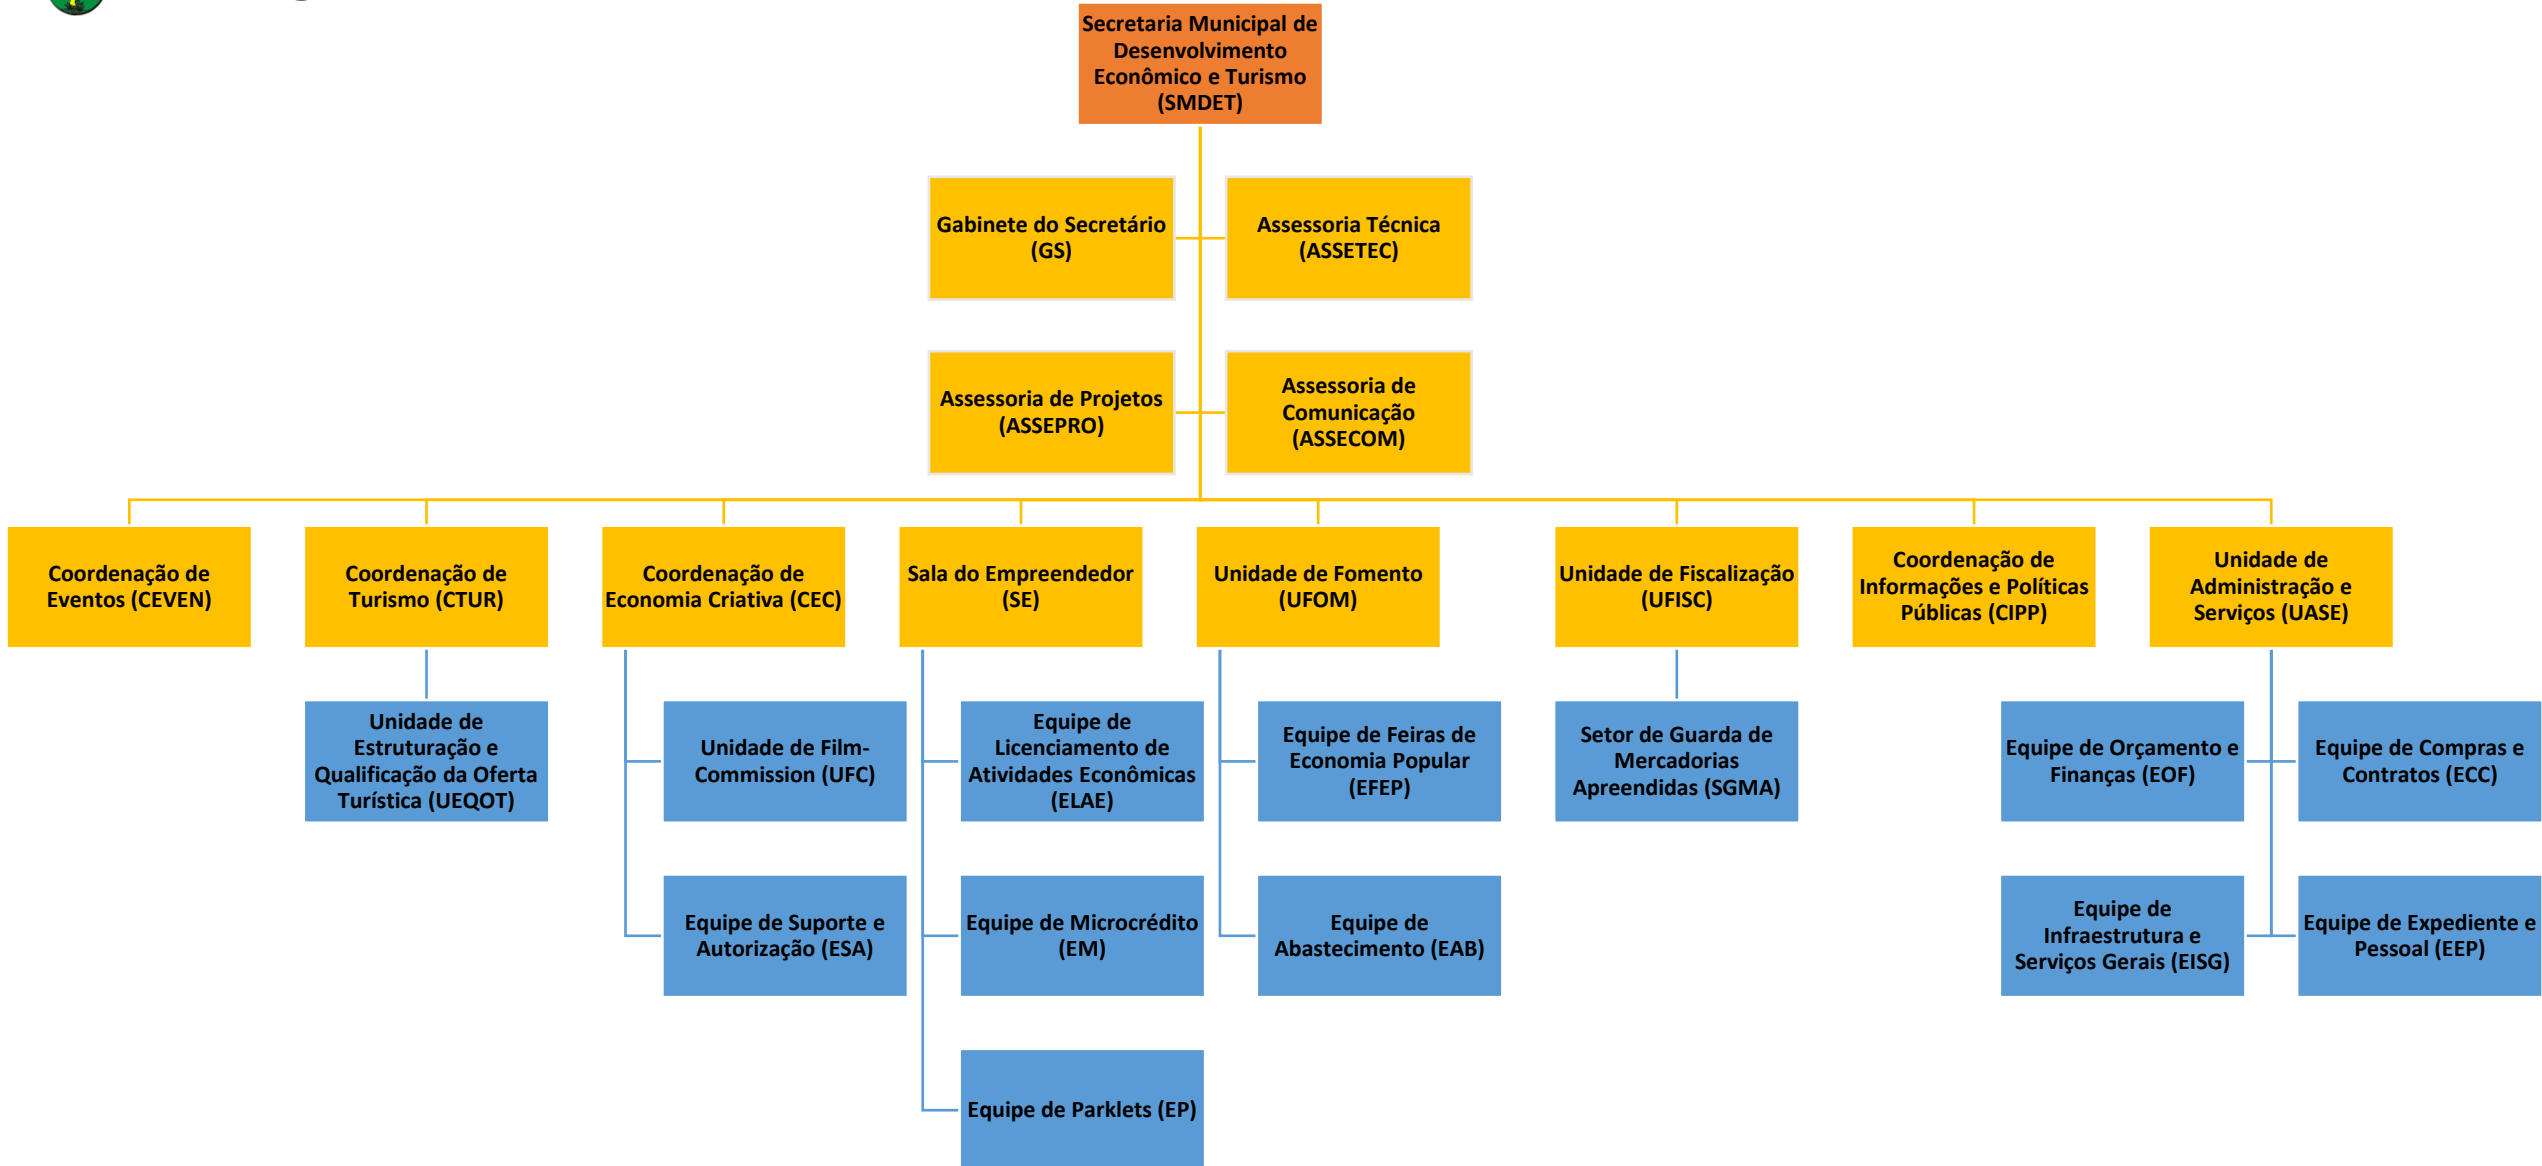 Secretaria Municipal de
Desenvolvimento
Econômico e Turismo
(SMDET)
Gabinete do Secretário
(GS)
Assessoria Técnica
(ASSETEC)
Assessoria de Projetos
(ASSEPRO)
Assessoria de
Comunicação
(ASSECOM)
Coordenação de
Eventos (CEVEN)
Coordenação de
Turismo (CTUR)
Coordenação de
Economia Criativa (CEC)
Sala do Empreendedor
(SE)
Unidade de Fomento
(UFOM)
Unidade de Fiscalização
(UFISC)
Coordenação de
Informações e Políticas
Públicas (CIPP)
Unidade de
Administração e
Serviços (UASE)
Unidade de
Estruturação e
Qualificação da Oferta
Turística (UEQOT)
Unidade de Film-
Commission (UFC)
Equipe de
Licenciamento de
Atividades Econômicas
(ELAE)
Equipe de Feiras de
Economia Popular
(EFEP)
Setor de Guarda de
Mercadorias
Apreendidas (SGMA)
Equipe de Orçamento e
Finanças (EOF)
Equipe de Compras e
Contratos (ECC)
Equipe de Suporte e
Autorização (ESA)
Equipe de Microcrédito
(EM)
Equipe de
Abastecimento (EAB)
Equipe de
Infraestrutura e
Serviços Gerais (EISG)
Equipe de Expediente e
Pessoal (EEP)
Equipe de Parklets (EP)